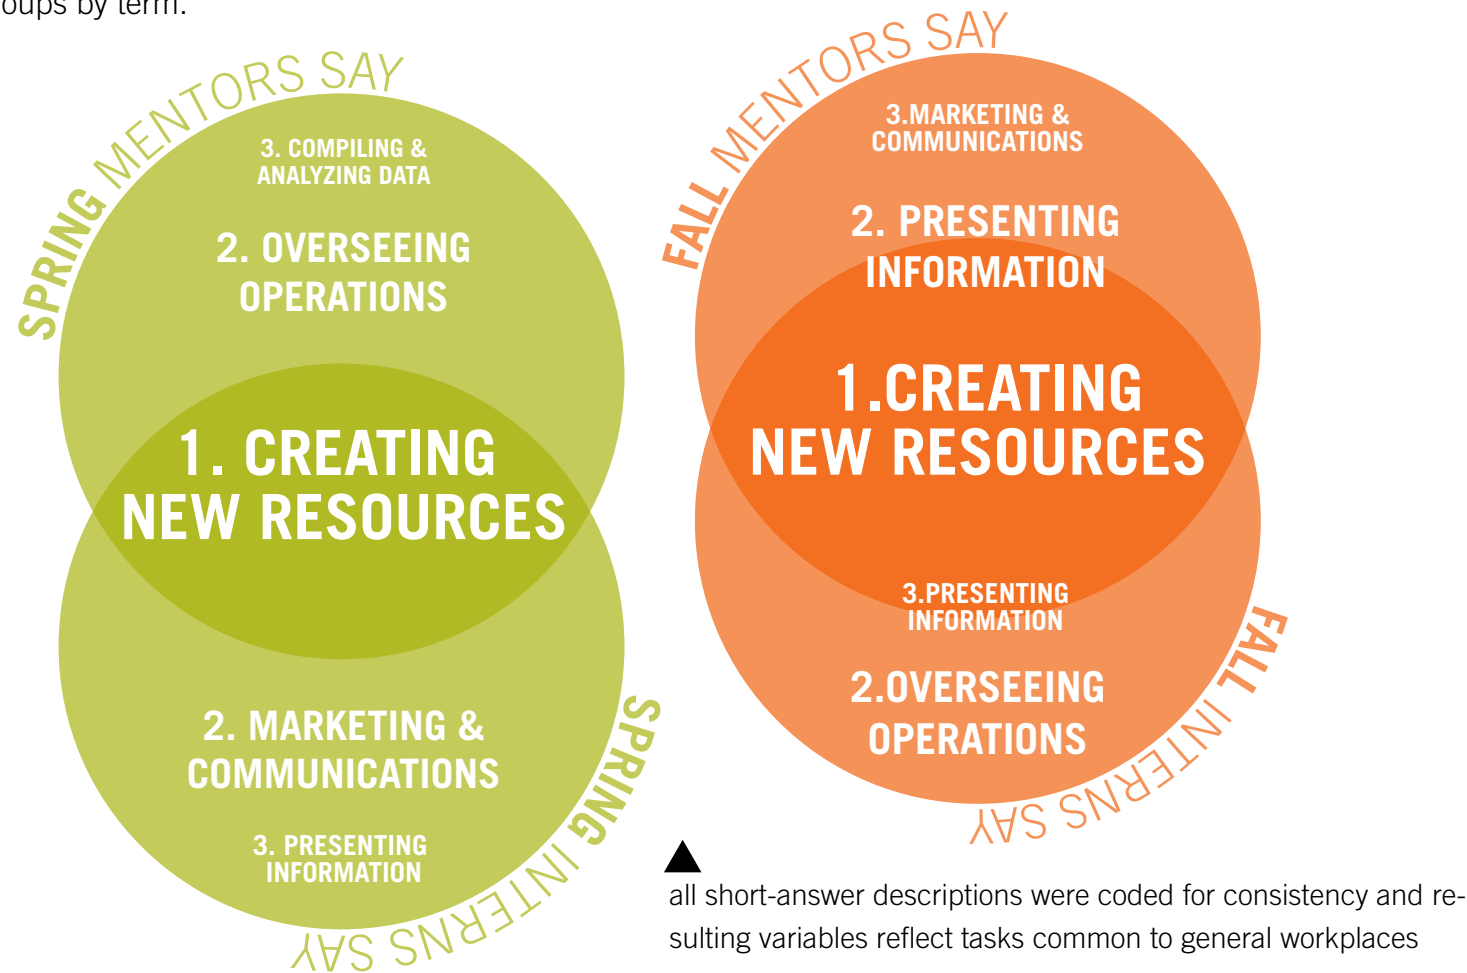 oups by term.
SPRING MENTORS SAY
3. COMPILING &
ANALYZING DATA
2. OVERSEEING
OPERATIONS
1. CREATING
NEW RESOURCES
2. MARKETING &
COMMUNICATIONS
3. PRESENTING
INFORMATION
SPRING INTERNS SAY
FALL MENTORS SAY
3.MARKETING &
COMMUNICATIONS
2. PRESENTING
INFORMATION
1.CREATING
NEW RESOURCES
3.PRESENTING
INFORMATION
2.OVERSEEING
OPERATIONS
FALL INTERNS SAY
all short-answer descriptions were coded for consistency and re-
sulting variables reflect tasks common to general workplaces